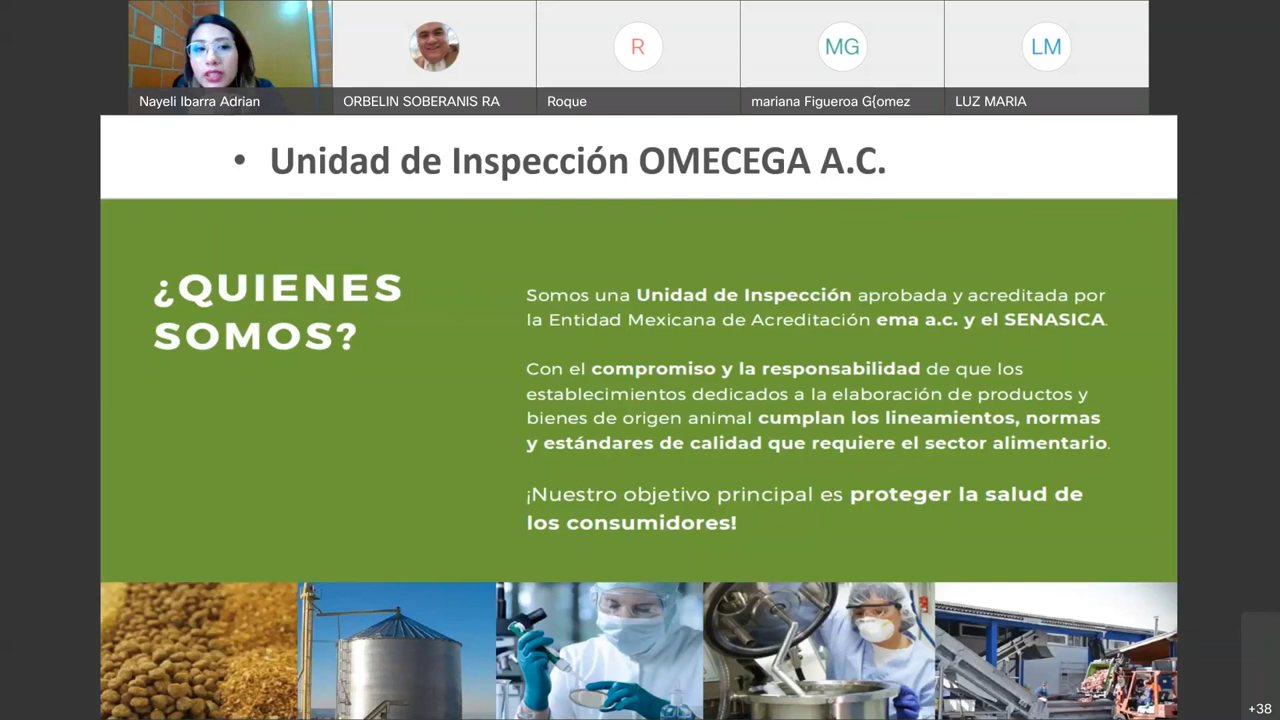 Nayeli Ibarra Adrian
ORBELIN SOBERANIS RA
R
Roque
MG
mariana Figueroa G{omez
LM
LUZ MARIA
• Unidad de Inspección OMECEGA A.C.
¿QUIENES
SOMOS?
Somos una Unidad de Inspección aprobada y acreditada por
la Entidad Mexicana de Acreditación ema a.c. y el SENASICA.
Con el compromiso y la responsabilidad de que los
establecimientos dedicados a la elaboración de productos y
bienes de origen animal cumplan los lineamientos, normas
y estándares de calidad que requiere el sector alimentario.
¡Nuestro objetivo principal es proteger la salud de
los consumidores!
+38